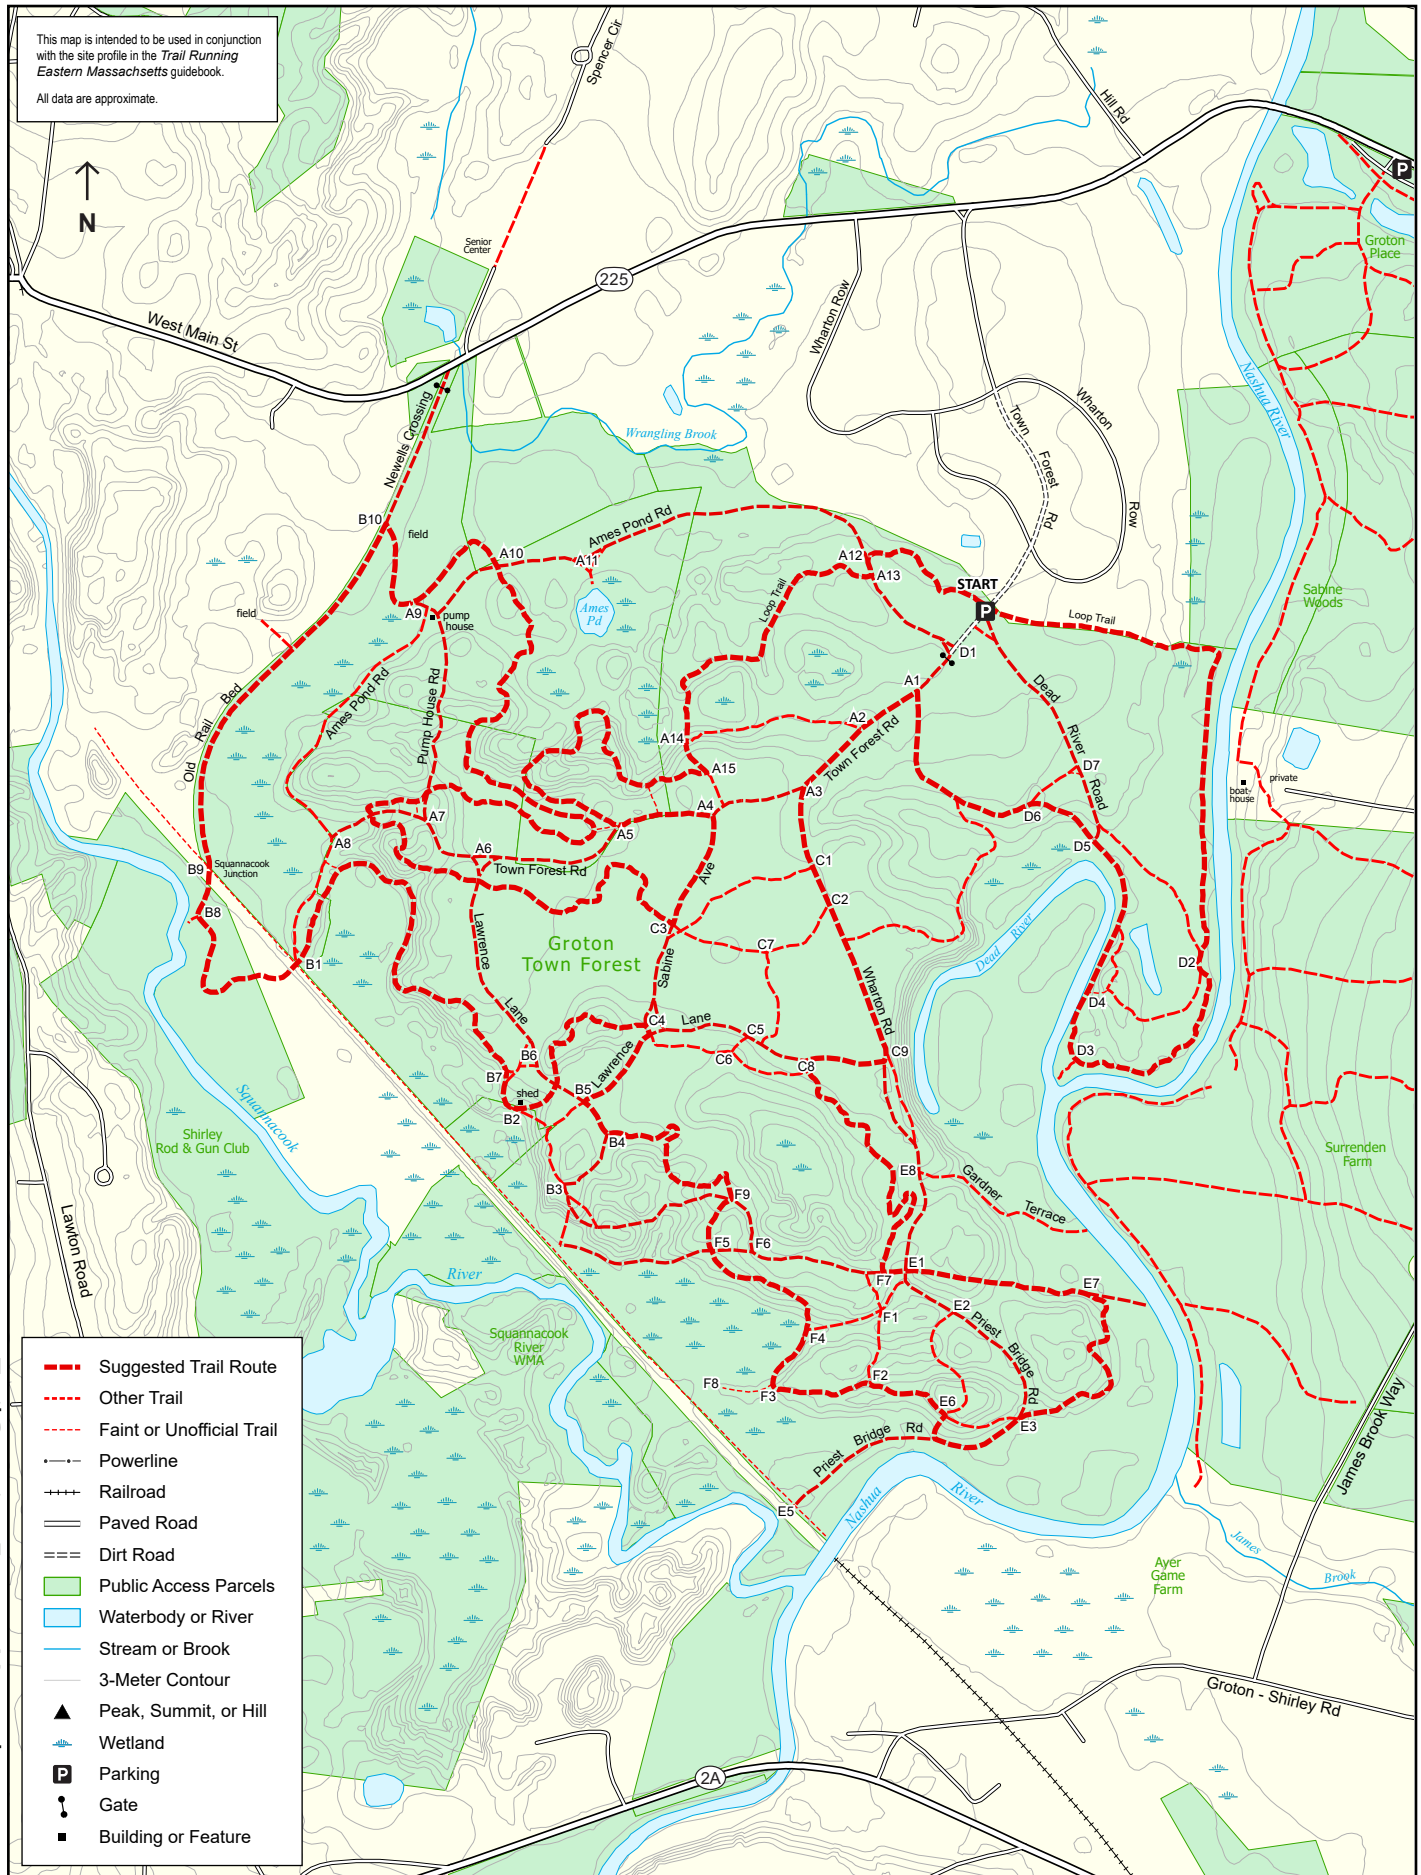 This map is intended to be used in conjunction
with the site profile in the Trail Running
Eastern Massachsetts guidebook.
All data are approximate.
N
Spencer Cir
Hill Rd
P
Senior
Center
225
West Main St
Groton
Place
Wharton Row
Newells Crossing
Wrangling Brook
Nashua River
Wharton
Row
Town
Forest
Rd
B10
field
Ames Pond Rd
A10
A11
A12
A13
START
P
Loop Trail
Loop Trail
Sabine
Woods
Ames
Pd
A9
pump
house
field
D1
A1
Dead
River
Road
Old
Rail
Bed
Ames Pond Rd
Pump House Rd
A14
A2
Town Forest Rd
A15
A3
A4
D7
private
boat-
house
D6
D5
A7
A5
A8
A6
Town Forest Rd
B9
Squannacook
Junction
Ave
C1
B8
Lawrence
C2
C3
Groton
Town Forest
C7
Dead
River
B1
Sabine
D2
Wharton Rd
D4
Lane
C4
Lane
C5
C9
D3
B6
C6
C8
B7
shed
Lawrence
B5
B2
Squannacook
Shirley
Rod & Gun Club
B4
Surrenden
Farm
E8
Gardner
Terrace
B3
F9
Lawton Road
F5
F6
River
E1
F7
E7
E2
F1
Priest
Bridge
Rd
Squannacook
River
WMA
F4
F2
F8
F3
E6
E3
James Brook Way
Priest
Bridge
Rd
E5
Nashua
River
James
Brook
Ayer
Game
Farm
Groton - Shirley Rd
2A
Suggested Trail Route
Other Trail
Faint or Unofficial Trail
Powerline
Railroad
Paved Road
Dirt Road
Public Access Parcels
Waterbody or River
Stream or Brook
3-Meter Contour
Peak, Summit, or Hill
Wetland
P Parking
Gate
Building or Feature